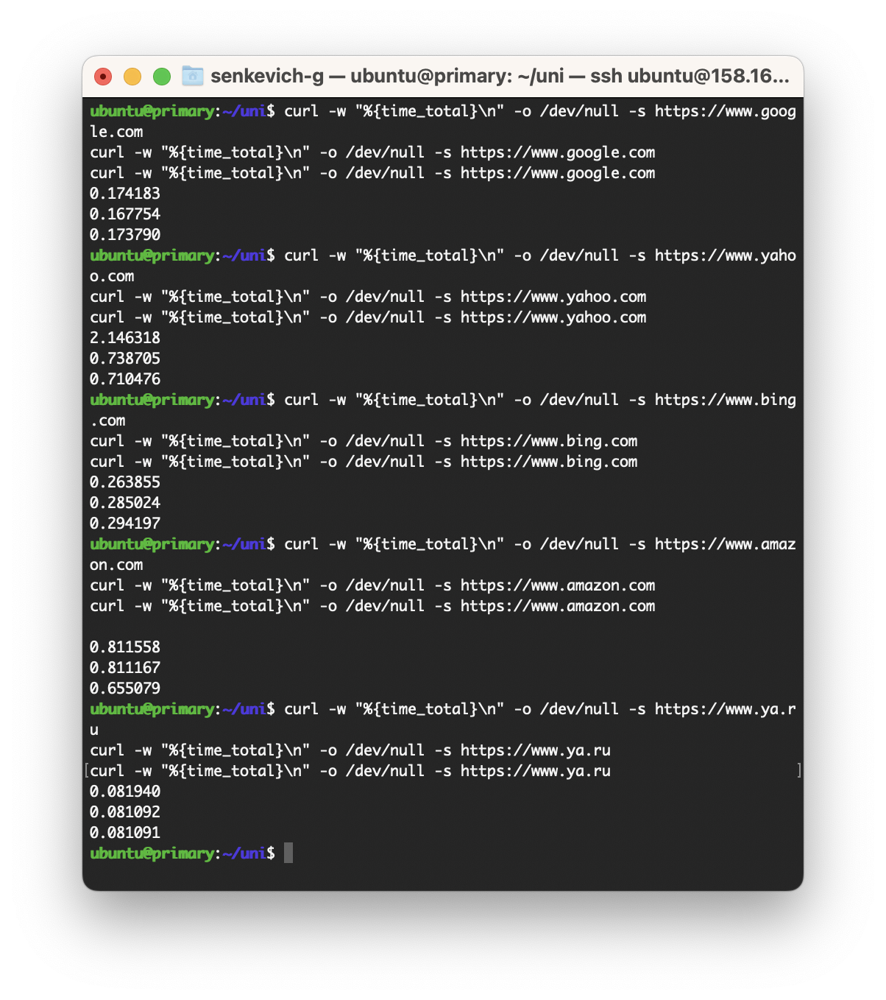 senkevich-g — ubuntu@primary: ~/uni — ssh ubuntu@158.16...
ubuntu@primary:~/uni$ curl -w "%{time_total}\n" -o /dev/null -s https://www.goog
le.com
curl -w "%{time_total}\n" -o /dev/null -s https://www.google.com
curl -w "%{time_total}\n" -o /dev/null -s https://www.google.com
0.174183
0.167754
0.173790
ubuntu@primary:~/uni$ curl -w "%{time_total}\n" -o /dev/null -s https://www.yaho
o.com
curl -w "%{time_total}\n" -o /dev/null -s https://www.yahoo.com
curl -w "%{time_total}\n" -o /dev/null -s https://www.yahoo.com
2.146318
0.738705
0.710476
ubuntu@primary:~/uni$ curl -w "%{time_total}\n" -o /dev/null -s https://www.bing
.com
curl -w "%{time_total}\n" -o /dev/null -s https://www.bing.com
curl -w "%{time_total}\n" -o /dev/null -s https://www.bing.com
0.263855
0.285024
0.294197
ubuntu@primary:~/uni$ curl -w "%{time_total}\n" -o /dev/null -s https://www.amaz
on.com
curl -w "%{time_total}\n" -o /dev/null -s https://www.amazon.com
curl -w "%{time_total}\n" -o /dev/null -s https://www.amazon.com

0.811558
0.811167
0.655079
ubuntu@primary:~/uni$ curl -w "%{time_total}\n" -o /dev/null -s https://www.ya.r
u
curl -w "%{time_total}\n" -o /dev/null -s https://www.ya.ru
[curl -w "%{time_total}\n" -o /dev/null -s https://www.ya.ru ]
0.081940
0.081092
0.081091
ubuntu@primary:~/uni$